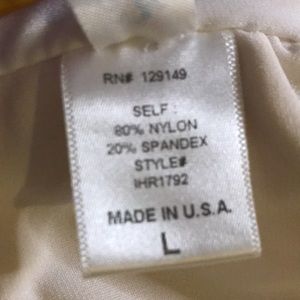 RN# 129149
SELF :
80% NYLON
20% SPANDEX
STYLE#
IHR1792
MADE IN U.S.A.
L